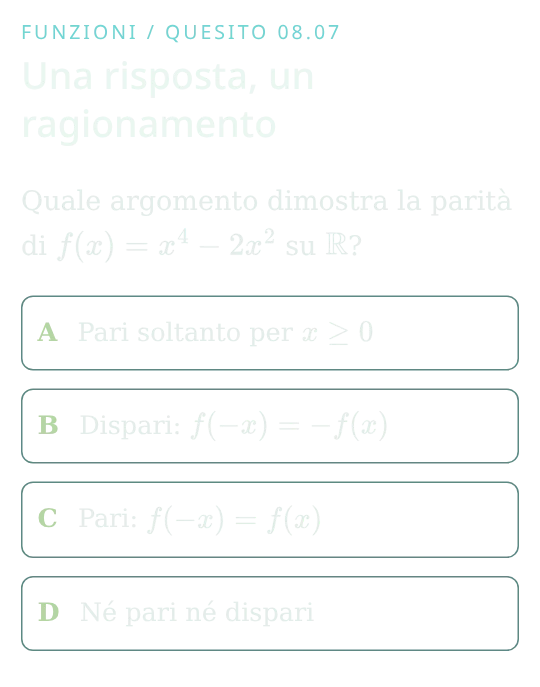 FUNZIONI / QUESITO 08.07
Una risposta, un
ragionamento
Quale argomento dimostra la parità
di f(x) = x⁴ − 2x² su ℝ?
A Pari soltanto per x ≥ 0
B Dispari: f(−x) = −f(x)
C Pari: f(−x) = f(x)
D Né pari né dispari